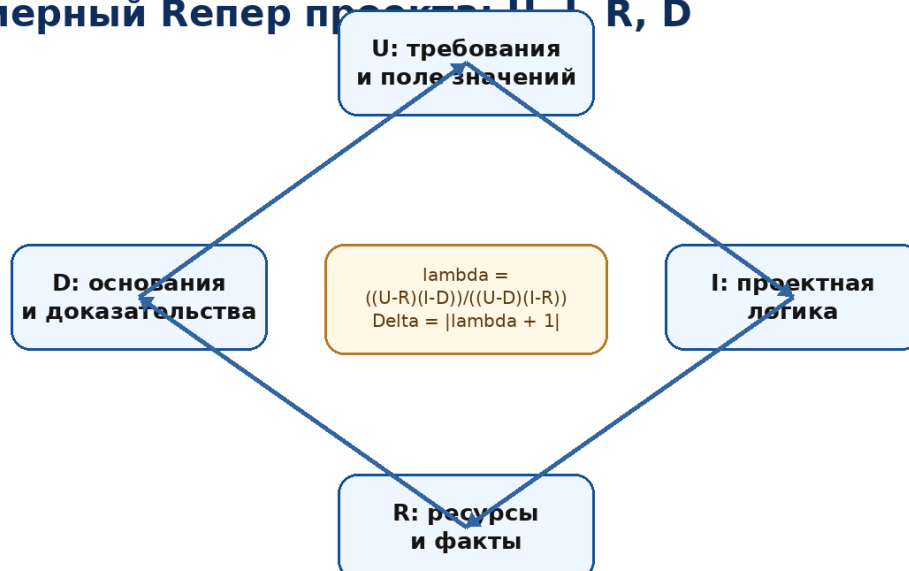 мерный Репер проекта: U, I, R, D
U: требования
и поле значений
D: основания
и доказательства
lambda =
((U-R)(I-D))/((U-D)(I-R))
Delta = |lambda + 1|
I: проектная
логика
R: ресурсы
и факты